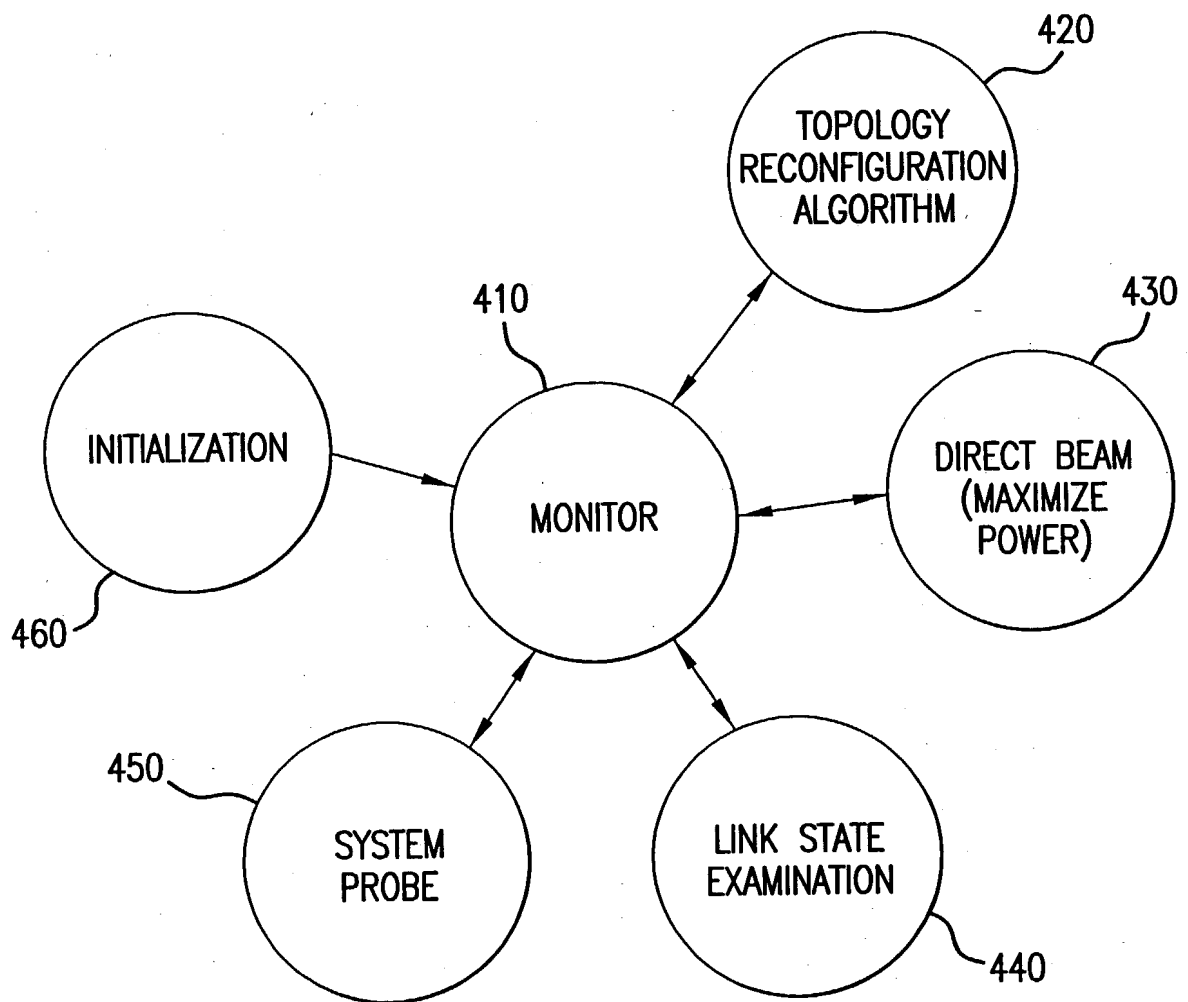 420
TOPOLOGY
RECONFIGURATION
ALGORITHM
410
430
INITIALIZATION
MONITOR
DIRECT BEAM
(MAXIMIZE
POWER)
460
450
SYSTEM
PROBE
LINK STATE
EXAMINATION
440